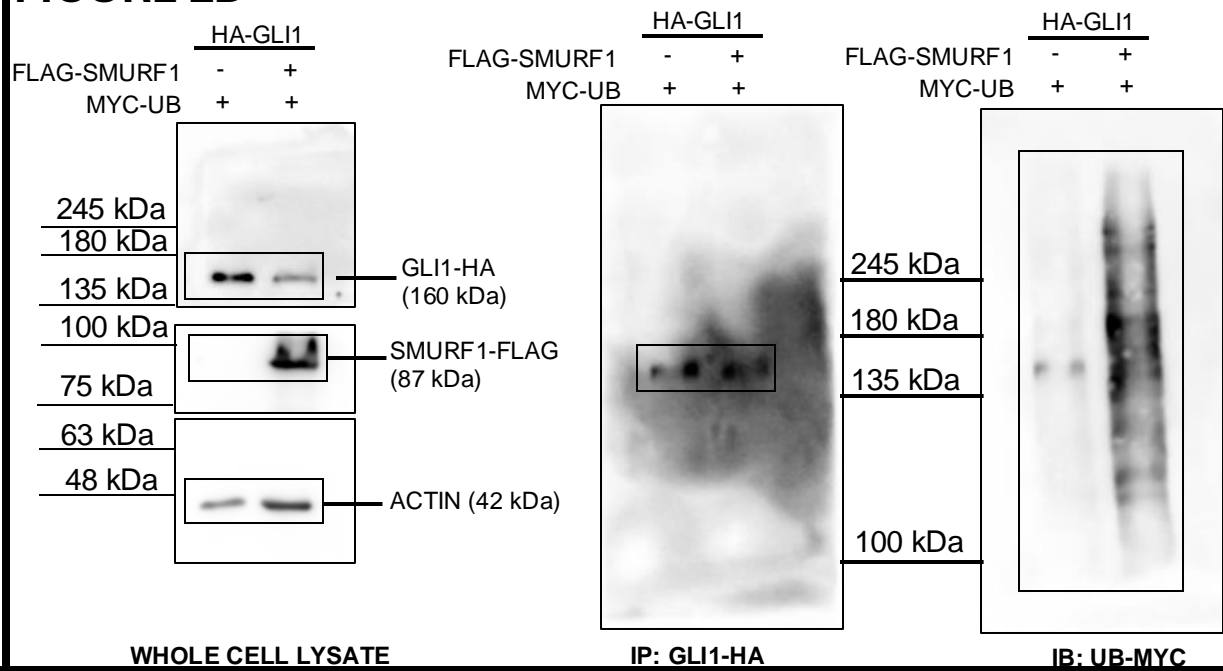 HA-GLI1
FLAG-SMURF1 - +
MYC-UB + +
245 kDa
180 kDa
135 kDa
100 kDa
75 kDa
63 kDa
48 kDa
GLI1-HA
(160 kDa)
SMURF1-FLAG
(87 kDa)
ACTIN (42 kDa)
WHOLE CELL LYSATE
HA-GLI1
FLAG-SMURF1 - +
MYC-UB + +
IP: GLI1-HA
245 kDa
180 kDa
135 kDa
100 kDa
HA-GLI1
FLAG-SMURF1 - +
MYC-UB + +
IB: UB-MYC